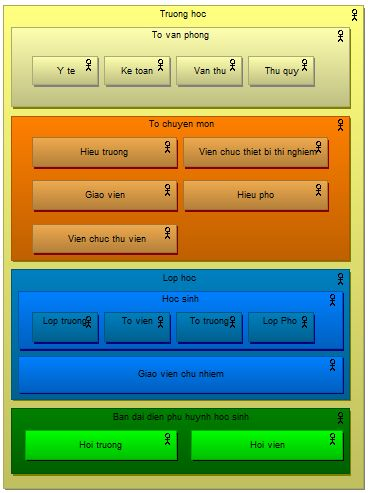 Truong hoc
To van phong
Y te
Ke toan
Van thu
Thu quy
To chuyen mon
Hieu truong
Vien chuc thiet bi thi nghiem
Giao vien
Hieu pho
Vien chuc thu vien
Lop hoc
Hoc sinh
Lop truong
To vien
To truong
Lop Pho
Giao vien chu nhiem
Ban dai dien phu huynh hoc sinh
Hoi truong
Hoi vien